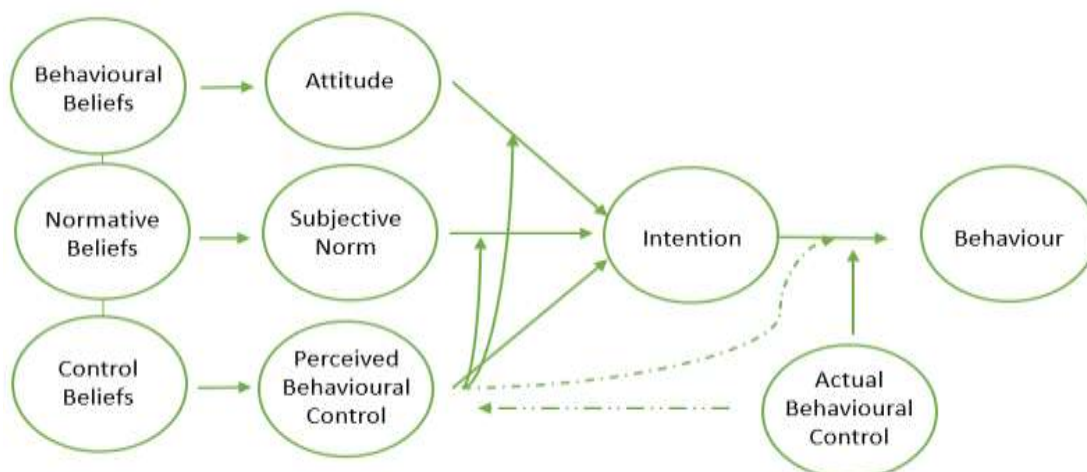 Behavioural
Beliefs
Attitude
Normative
Beliefs
Subjective
Norm
Intention
Behaviour
Control
Beliefs
Perceived
Behavioural
Control
Actual
Behavioural
Control